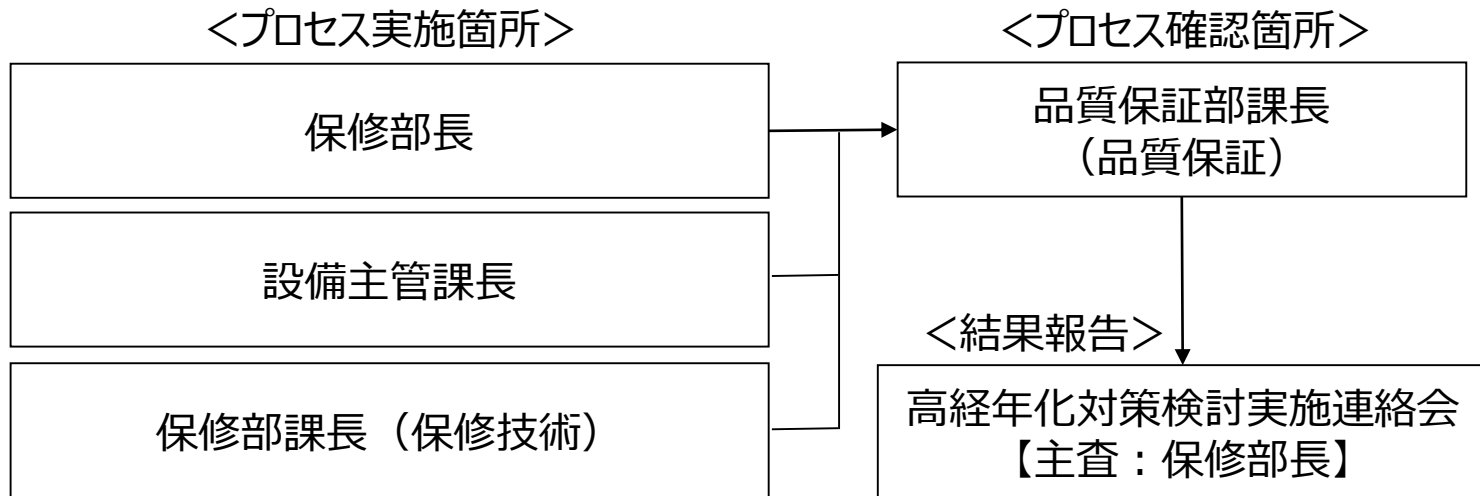 ＜プロセス実施箇所＞
保修部長
設備主管課長
保修部課長（保修技術）
＜プロセス確認箇所＞
品質保証部課長
（品質保証）
＜結果報告＞
高経年化対策検討実施連絡会
【主査：保修部長】